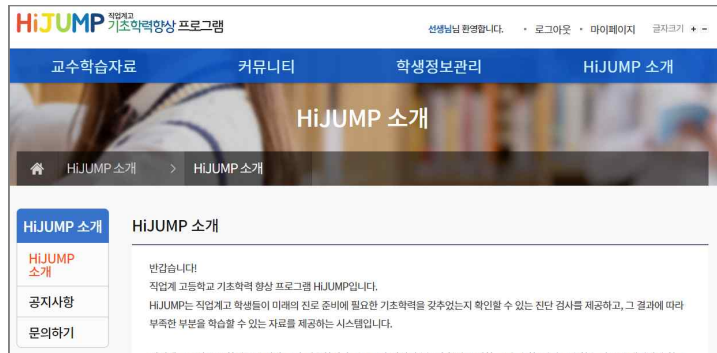 HiJUMP 직업계고 기초학력향상 프로그램
선생님님 환영합니다. • 로그아웃 • 마이페이지 글자크기 + -
교수학습자료 커뮤니티 학생정보관리 HiJUMP 소개
HiJUMP 소개
HiJUMP 소개 > HiJUMP 소개
HiJUMP 소개
HiJUMP 소개
HiJUMP
소개
공지사항
문의하기
반갑습니다!
직업계 고등학교 기초학력 향상 프로그램 HiJUMP입니다.
HiJUMP는 직업계고 학생들이 미래의 진로 준비에 필요한 기초학력을 갖추었는지 확인할 수 있는 진단 검사를 제공하고, 그 결과에 따라
부족한 부분을 학습할 수 있는 자료를 제공하는 시스템입니다.